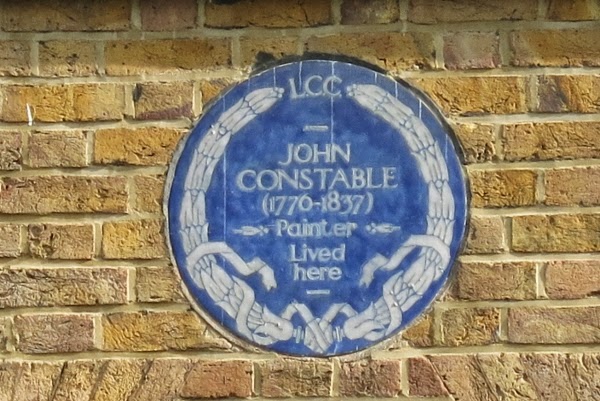 LCC
JOHN
CONSTABLE
(1776-1837)
Painter
Lived
here